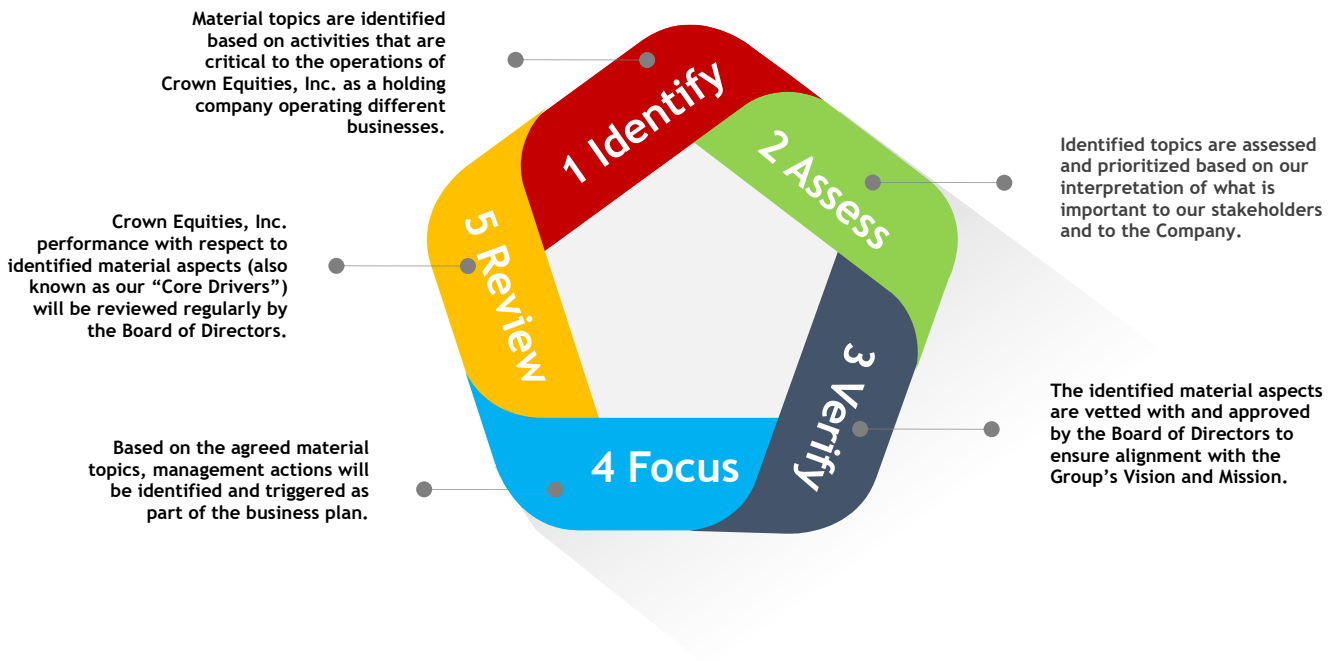 Material topics are identified
based on activities that are
critical to the operations of
Crown Equities, Inc. as a holding
company operating different
businesses.
1 Identify
2 Assess
Identified topics are assessed
and prioritized based on our
interpretation of what is
important to our stakeholders
and to the Company.
3 Verify
The identified material aspects
are vetted with and approved
by the Board of Directors to
ensure alignment with the
Group’s Vision and Mission.
4 Focus
Based on the agreed material
topics, management actions will
be identified and triggered as
part of the business plan.
5 Review
Crown Equities, Inc.
performance with respect to
identified material aspects (also
known as our “Core Drivers”)
will be reviewed regularly by
the Board of Directors.